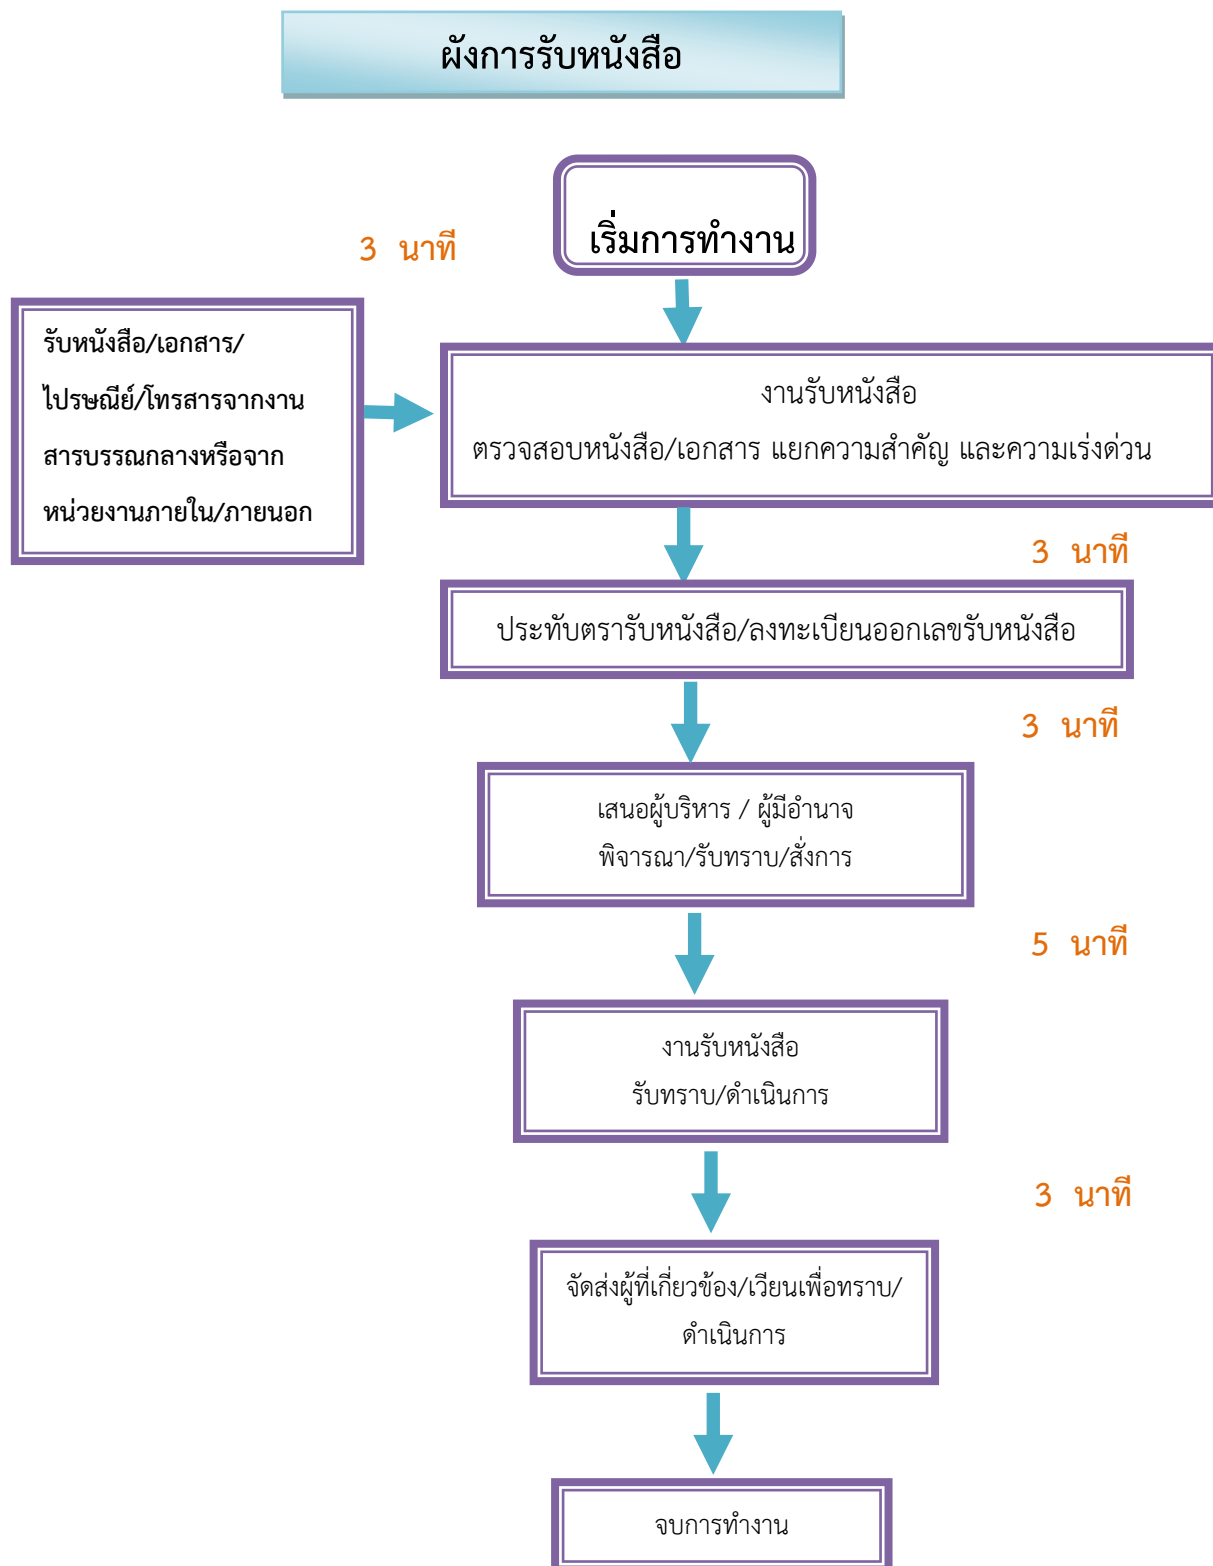 ผังการรับหนังสือ
เริ่มการทำงาน
3 นาที
รับหนังสือ/เอกสาร/
ไปรษณีย์/โทรสารจากงาน
สารบรรณกลางหรือจาก
หน่วยงานภายใน/ภายนอก
งานรับหนังสือ
ตรวจสอบหนังสือ/เอกสาร แยกความสำคัญ และความเร่งด่วน
3 นาที
ประทับตรารับหนังสือ/ลงทะเบียนออกเลขรับหนังสือ
3 นาที
เสนอผู้บริหาร / ผู้มีอำนาจ
พิจารณา/รับทราบ/สั่งการ
5 นาที
งานรับหนังสือ
รับทราบ/ดำเนินการ
3 นาที
จัดส่งผู้ที่เกี่ยวข้อง/เวียนเพื่อทราบ/
ดำเนินการ
จบการทำงาน